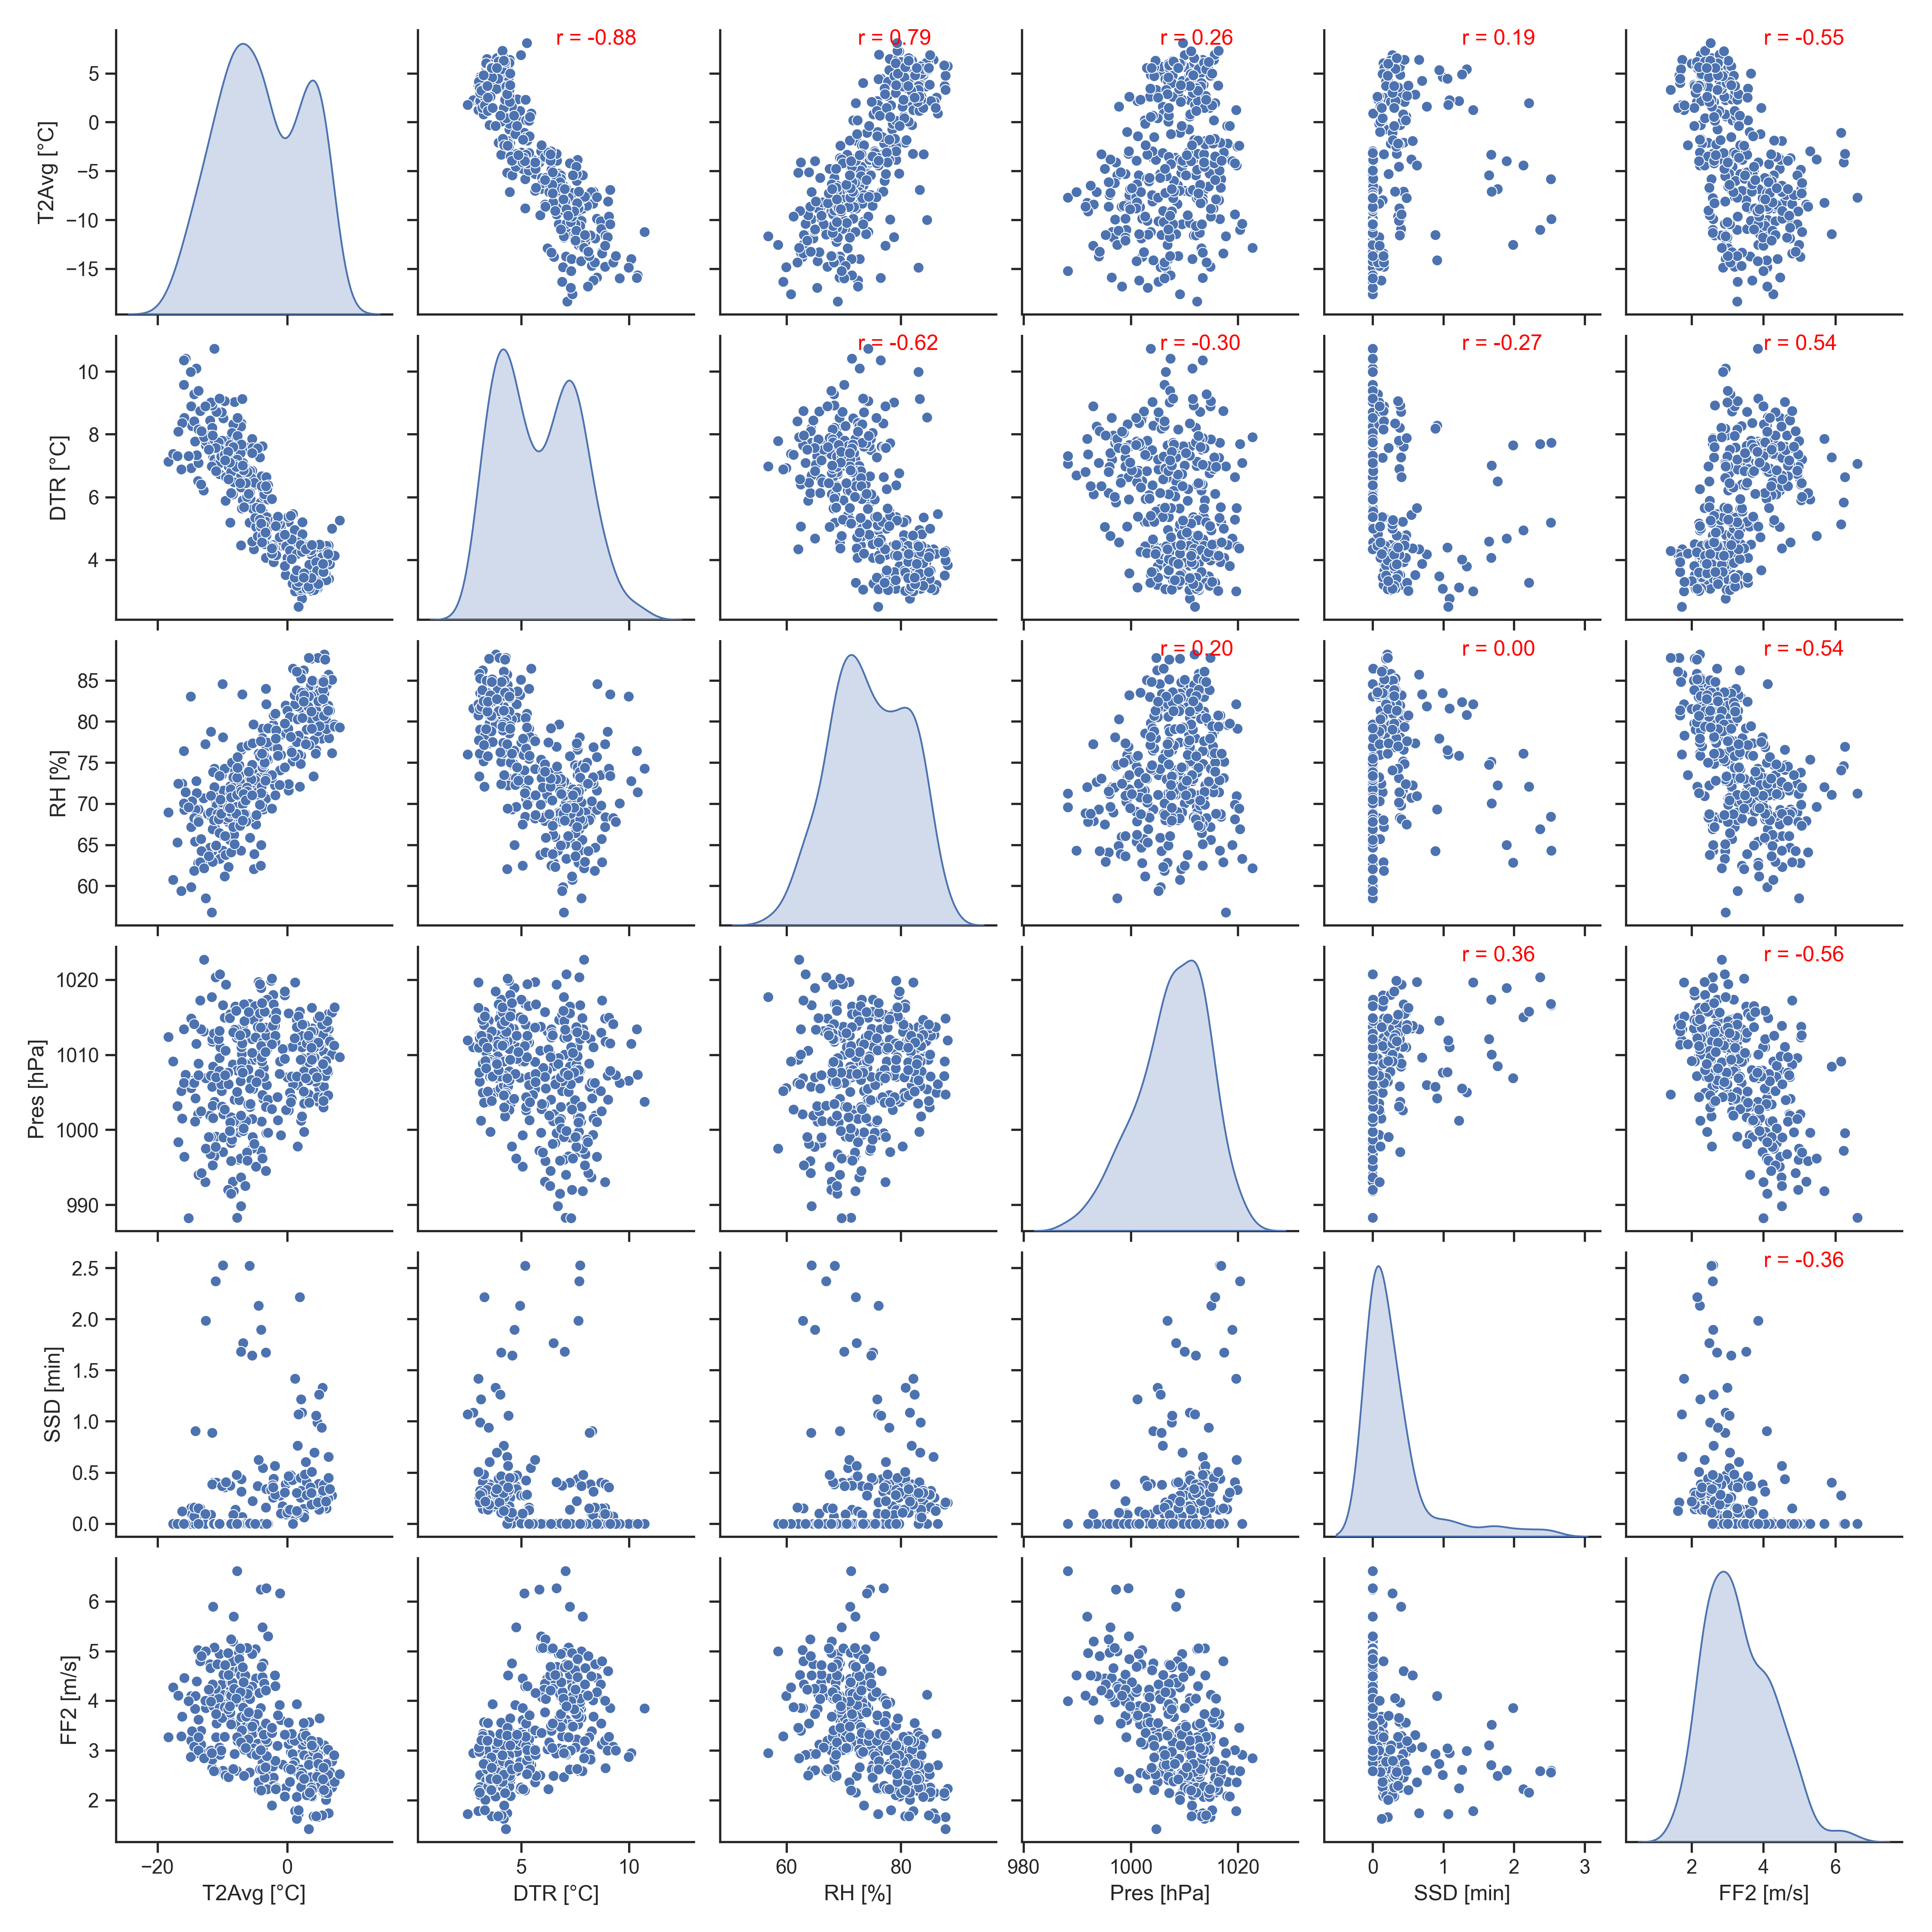 r = -0.88
r = 0.79
r = 0.26
r = 0.19
r = -0.55
5
0
−5
−10
−15
T2Avg [°C]
r = -0.62
r = -0.30
r = -0.27
r = 0.54
10
8
6
4
DTR [°C]
r = 0.20
r = 0.00
r = -0.54
85
80
75
70
65
60
RH [%]
r = 0.36
r = -0.56
1020
1010
1000
990
Pres [hPa]
r = -0.36
2.5
2.0
1.5
1.0
0.5
0.0
SSD [min]
6
5
4
3
2
FF2 [m/s]
−20 0 5 10 60 80 980 1000 1020 0 1 2 3 2 4 6
T2Avg [°C] DTR [°C] RH [%] Pres [hPa] SSD [min] FF2 [m/s]